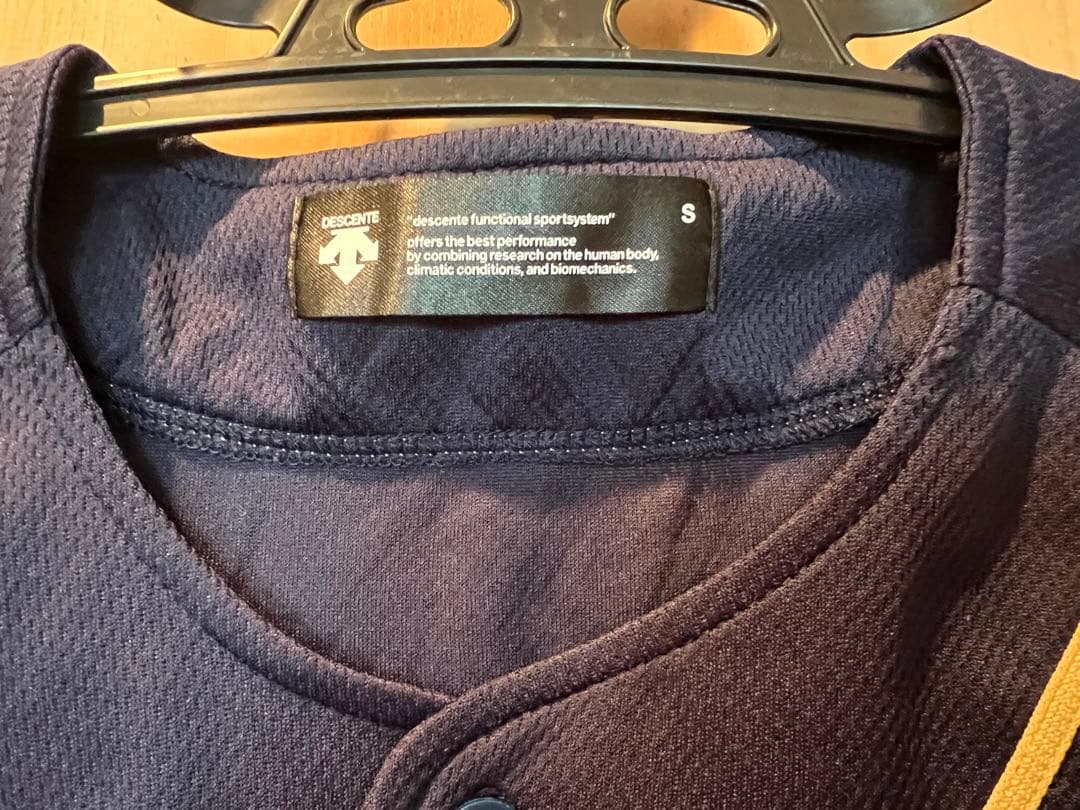 DESCENTE
"descente functional sportsystem"
offers the best performance
by combining research on the human body,
climatic conditions, and biomechanics.
S